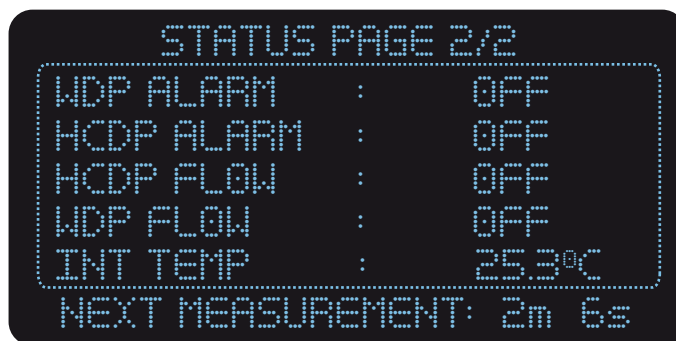 STATUS PAGE 2/2
WDP ALARM : OFF
HCDP ALARM : OFF
HCDP FLOW : OFF
WDP FLOW : OFF
INT TEMP : 25.3°C
NEXT MEASUREMENT: 2m 6s